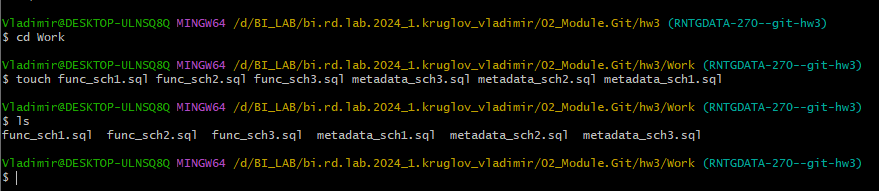 Vladimir@DESKTOP-ULNSQ8Q MINGW64 /d/BI_LAB/bi.rd.lab.2024_1.kruglov_vladimir/02_Module.Git/hw3 (RNTGDATA-270--git-hw3)
$ cd Work
Vladimir@DESKTOP-ULNSQ8Q MINGW64 /d/BI_LAB/bi.rd.lab.2024_1.kruglov_vladimir/02_Module.Git/hw3/Work (RNTGDATA-270--git-hw3)
$ touch func_sch1.sql func_sch2.sql func_sch3.sql metadata_sch3.sql metadata_sch2.sql metadata_sch1.sql
Vladimir@DESKTOP-ULNSQ8Q MINGW64 /d/BI_LAB/bi.rd.lab.2024_1.kruglov_vladimir/02_Module.Git/hw3/Work (RNTGDATA-270--git-hw3)
$ ls
func_sch1.sql  func_sch2.sql  func_sch3.sql  metadata_sch1.sql  metadata_sch2.sql  metadata_sch3.sql
Vladimir@DESKTOP-ULNSQ8Q MINGW64 /d/BI_LAB/bi.rd.lab.2024_1.kruglov_vladimir/02_Module.Git/hw3/Work (RNTGDATA-270--git-hw3)
$